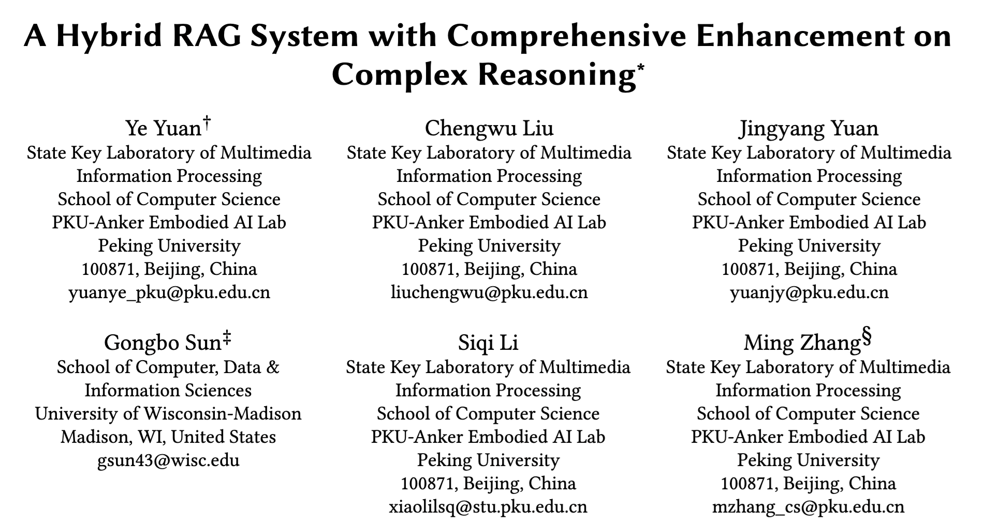 A Hybrid RAG System with Comprehensive Enhancement on
Complex Reasoning*
Ye Yuan†
State Key Laboratory of Multimedia
Information Processing
School of Computer Science
PKU-Anker Embodied AI Lab
Peking University
100871, Beijing, China
yuanye_pku@pku.edu.cn
Chengwu Liu
State Key Laboratory of Multimedia
Information Processing
School of Computer Science
PKU-Anker Embodied AI Lab
Peking University
100871, Beijing, China
liuchengwu@pku.edu.cn
Jingyang Yuan
State Key Laboratory of Multimedia
Information Processing
School of Computer Science
PKU-Anker Embodied AI Lab
Peking University
100871, Beijing, China
yuanjy@pku.edu.cn
Gongbo Sun‡
School of Computer, Data &
Information Sciences
University of Wisconsin-Madison
Madison, WI, United States
gsun43@wisc.edu
Siqi Li
State Key Laboratory of Multimedia
Information Processing
School of Computer Science
PKU-Anker Embodied AI Lab
Peking University
100871, Beijing, China
xiaolilsq@stu.pku.edu.cn
Ming Zhang§
State Key Laboratory of Multimedia
Information Processing
School of Computer Science
PKU-Anker Embodied AI Lab
Peking University
100871, Beijing, China
mzhang_cs@pku.edu.cn